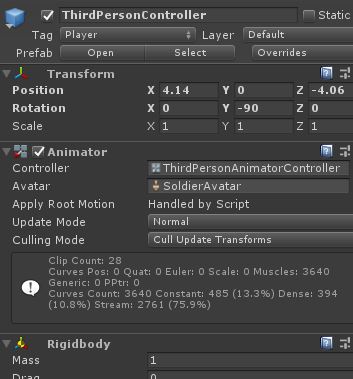 ThirdPersonController Static
Tag Player Layer Default
Prefab Open Select Overrides
Transform
Position X 4.14 Y 0 Z -4.06
Rotation X 0 Y -90 Z 0
Scale X 1 Y 1 Z 1
Animator
Controller ThirdPersonAnimatorController
Avatar SoldierAvatar
Apply Root Motion Handled by Script
Update Mode Normal
Culling Mode Cull Update Transforms
Clip Count: 28
Curves Pos: 0 Quat: 0 Euler: 0 Scale: 0 Muscles: 3640
Generic: 0 PPtr: 0
Curves Count: 3640 Constant: 485 (13.3%) Dense: 394
(10.8%) Stream: 2761 (75.9%)
Rigidbody
Mass 1
Drag 0